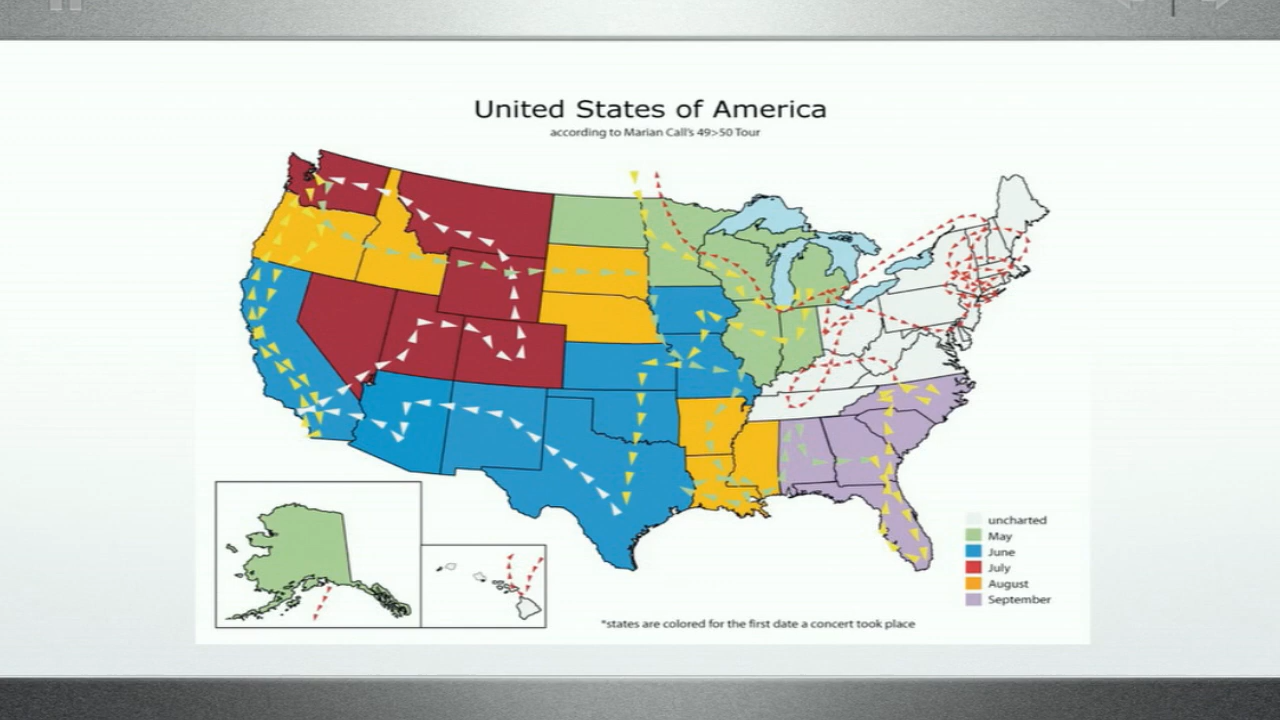 United States of America
according to Marian Call's 49>50 Tour
uncharted
May
June
July
August
September
*states are colored for the first date a concert took place